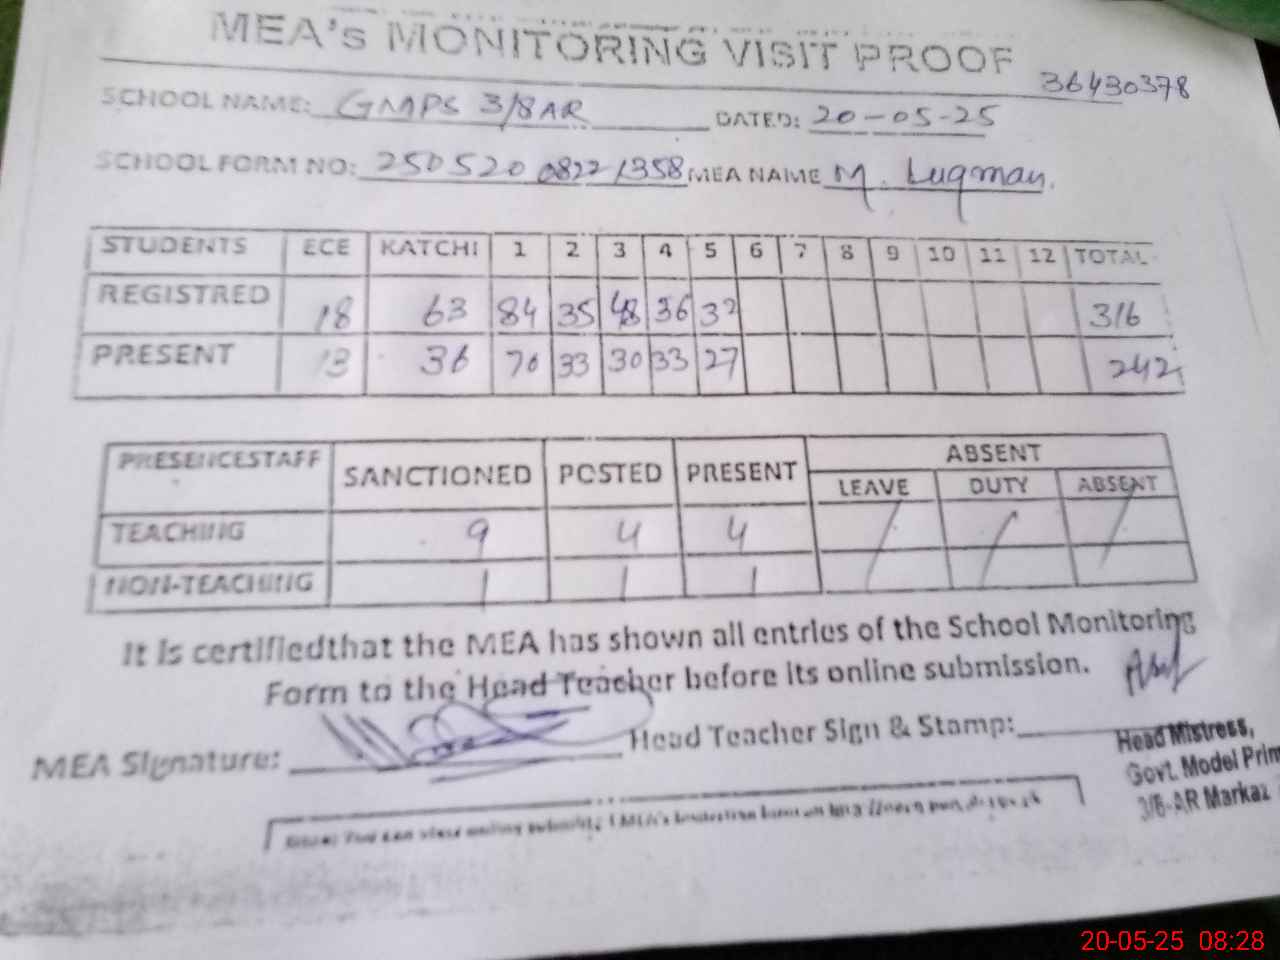 MEA's MONITORING VISIT PROOF
36430378
SCHOOL NAME: GMPS 3/8AR DATED: 20-05-25
SCHOOL FORM NO: 250520 08221358 MEA NAME M. Luqman.
STUDENTS ECE KATCHI 1 2 3 4 5 6 7 8 9 10 11 12 TOTAL
REGISTRED 18 63 84 35 48 36 32 316
PRESENT 13 36 70 33 30 33 27 242
PRESENCESTAFF SANCTIONED POSTED PRESENT ABSENT
LEAVE DUTY ABSENT
TEACHING 9 4 4 / / /
NON-TEACHING 1 1 1
It is certifiedthat the MEA has shown all entries of the School Monitoring
Form to the Head Teacher before its online submission.
MEA Signature: Head Teacher Sign & Stamp:
Head Mistress,
Govt. Model Prim
AR Markaz
20-05-25 08:28